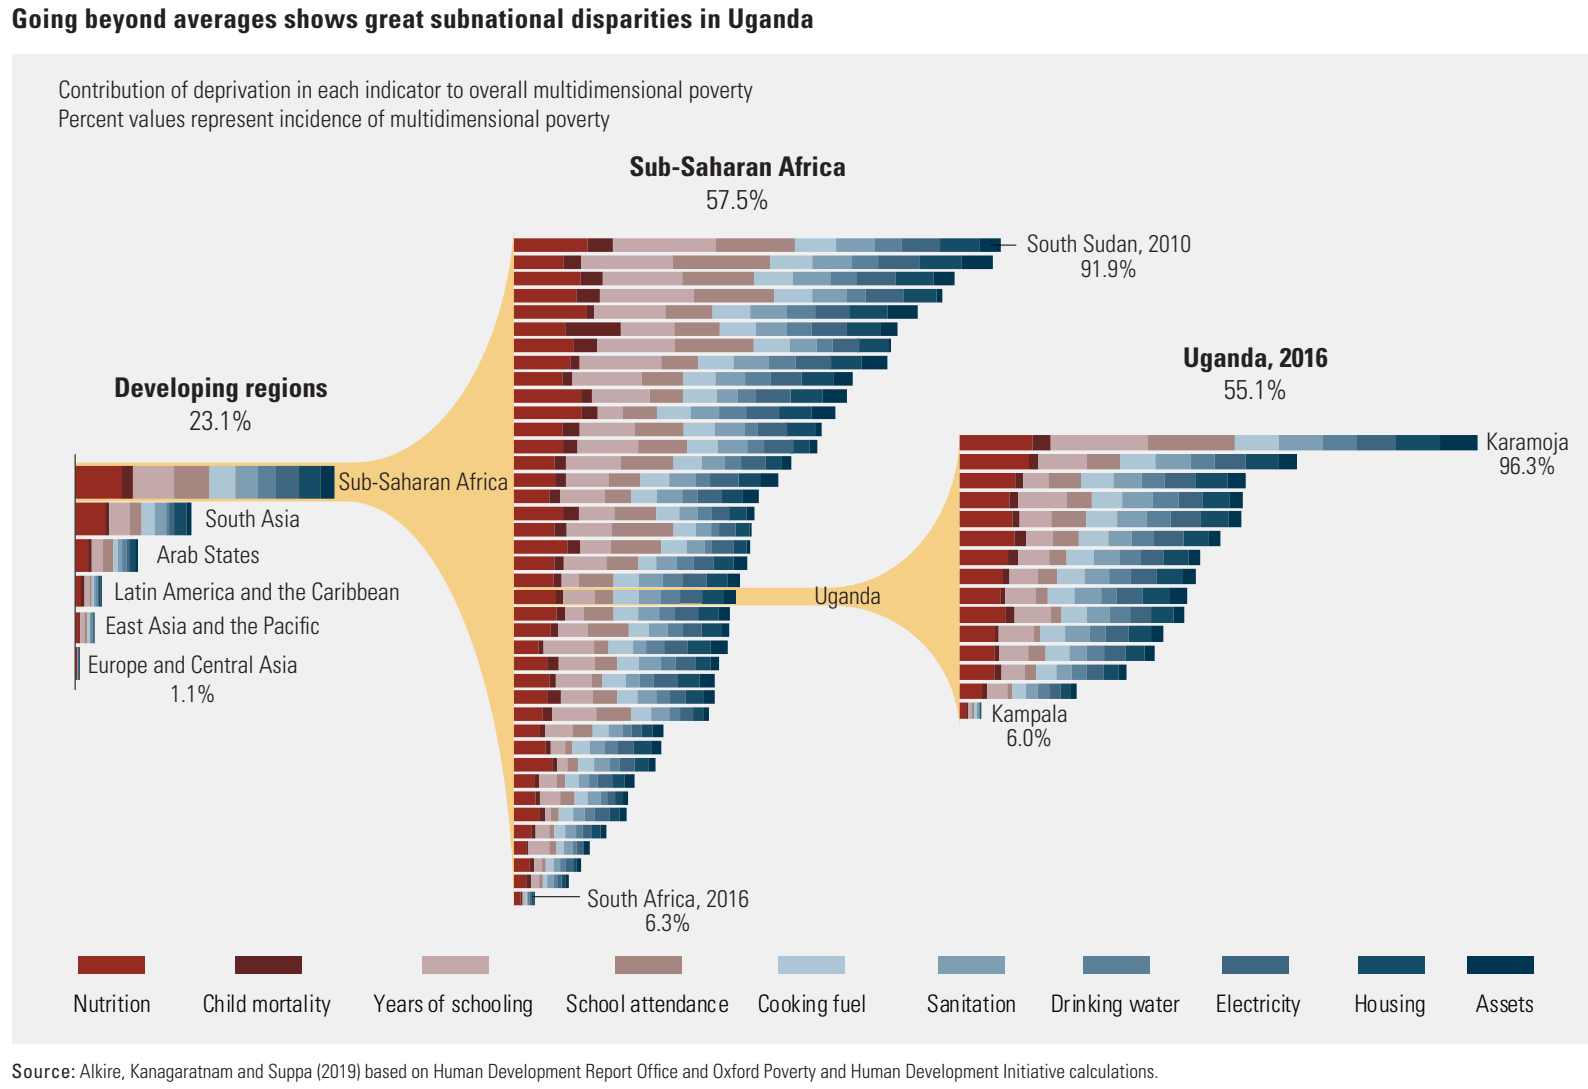 Going beyond averages shows great subnational disparities in Uganda
Contribution of deprivation in each indicator to overall multidimensional poverty
Percent values represent incidence of multidimensional poverty
Sub-Saharan Africa
57.5%
South Sudan, 2010
91.9%
Uganda, 2016
55.1%
Developing regions
23.1%
Karamoja
96.3%
Sub-Saharan Africa
South Asia
Arab States
Latin America and the Caribbean
Uganda
East Asia and the Pacific
Europe and Central Asia
1.1%
Kampala
6.0%
South Africa, 2016
6.3%
Nutrition
Child mortality
Years of schooling
School attendance
Cooking fuel
Sanitation
Drinking water
Electricity
Housing
Assets
Source: Alkire, Kanagaratnam and Suppa (2019) based on Human Development Report Office and Oxford Poverty and Human Development Initiative calculations.